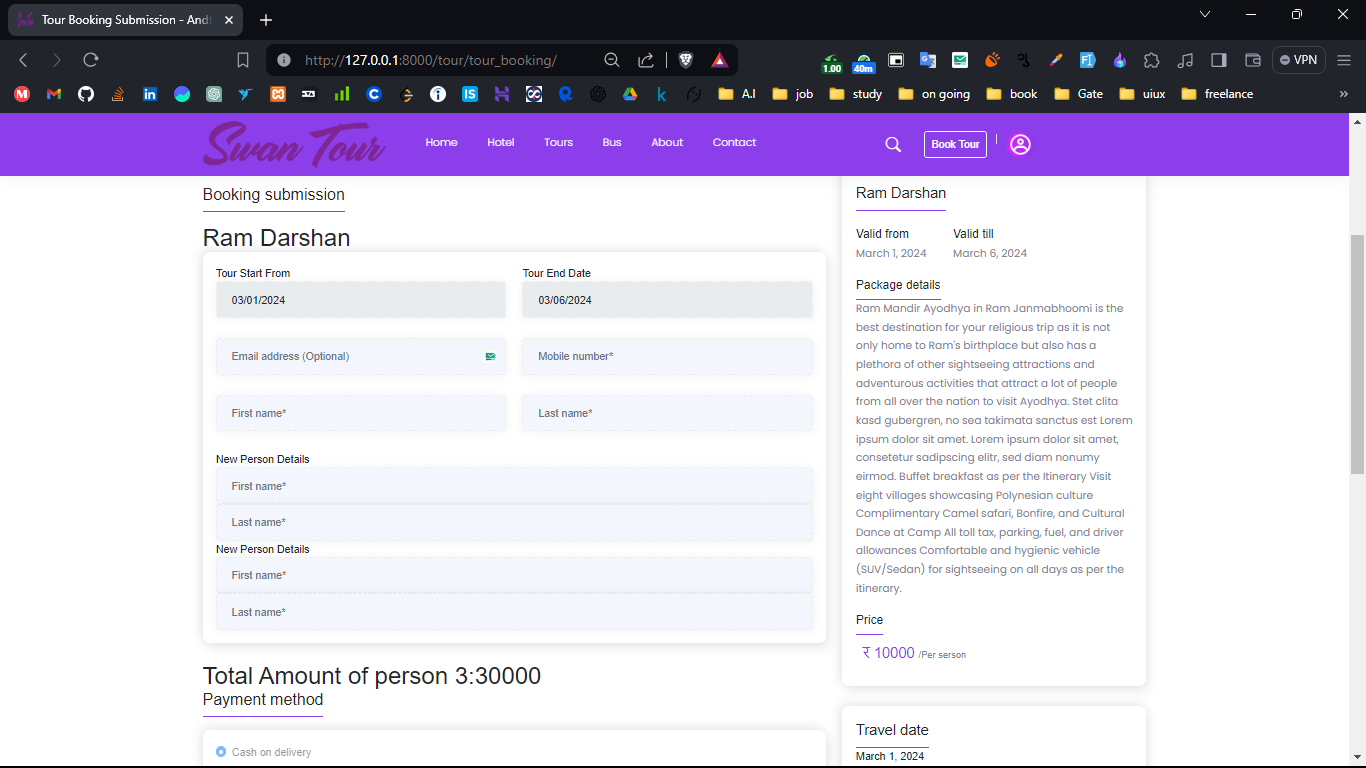 Tour Booking Submission - And
http://127.0.0.1:8000/tour/tour_booking/
1.00
40m
VPN
A.I
job
study
on going
book
Gate
uiux
freelance
Swan Tour
Home
Hotel
Tours
Bus
About
Contact
Book Tour
Booking submission
Ram Darshan
Tour Start From
Tour End Date
03/01/2024
03/06/2024
Email address (Optional)
Mobile number*
First name*
Last name*
New Person Details
First name*
Last name*
New Person Details
First name*
Last name*
Total Amount of person 3:30000
Payment method
Cash on delivery
Ram Darshan
Valid from
Valid till
March 1, 2024
March 6, 2024
Package details
Ram Mandir Ayodhya in Ram Janmabhoomi is the
best destination for your religious trip as it is not
only home to Ram's birthplace but also has a
plethora of other sightseeing attractions and
adventurous activities that attract a lot of people
from all over the nation to visit Ayodhya. Stet clita
kasd gubergren, no sea takimata sanctus est Lorem
ipsum dolor sit amet. Lorem ipsum dolor sit amet,
consetetur sadipscing elitr, sed diam nonumy
eirmod. Buffet breakfast as per the Itinerary Visit
eight villages showcasing Polynesian culture
Complimentary Camel safari, Bonfire, and Cultural
Dance at Camp All toll tax, parking, fuel, and driver
allowances Comfortable and hygienic vehicle
(SUV/Sedan) for sightseeing on all days as per the
itinerary.
Price
₹ 10000 /Per serson
Travel date
March 1, 2024